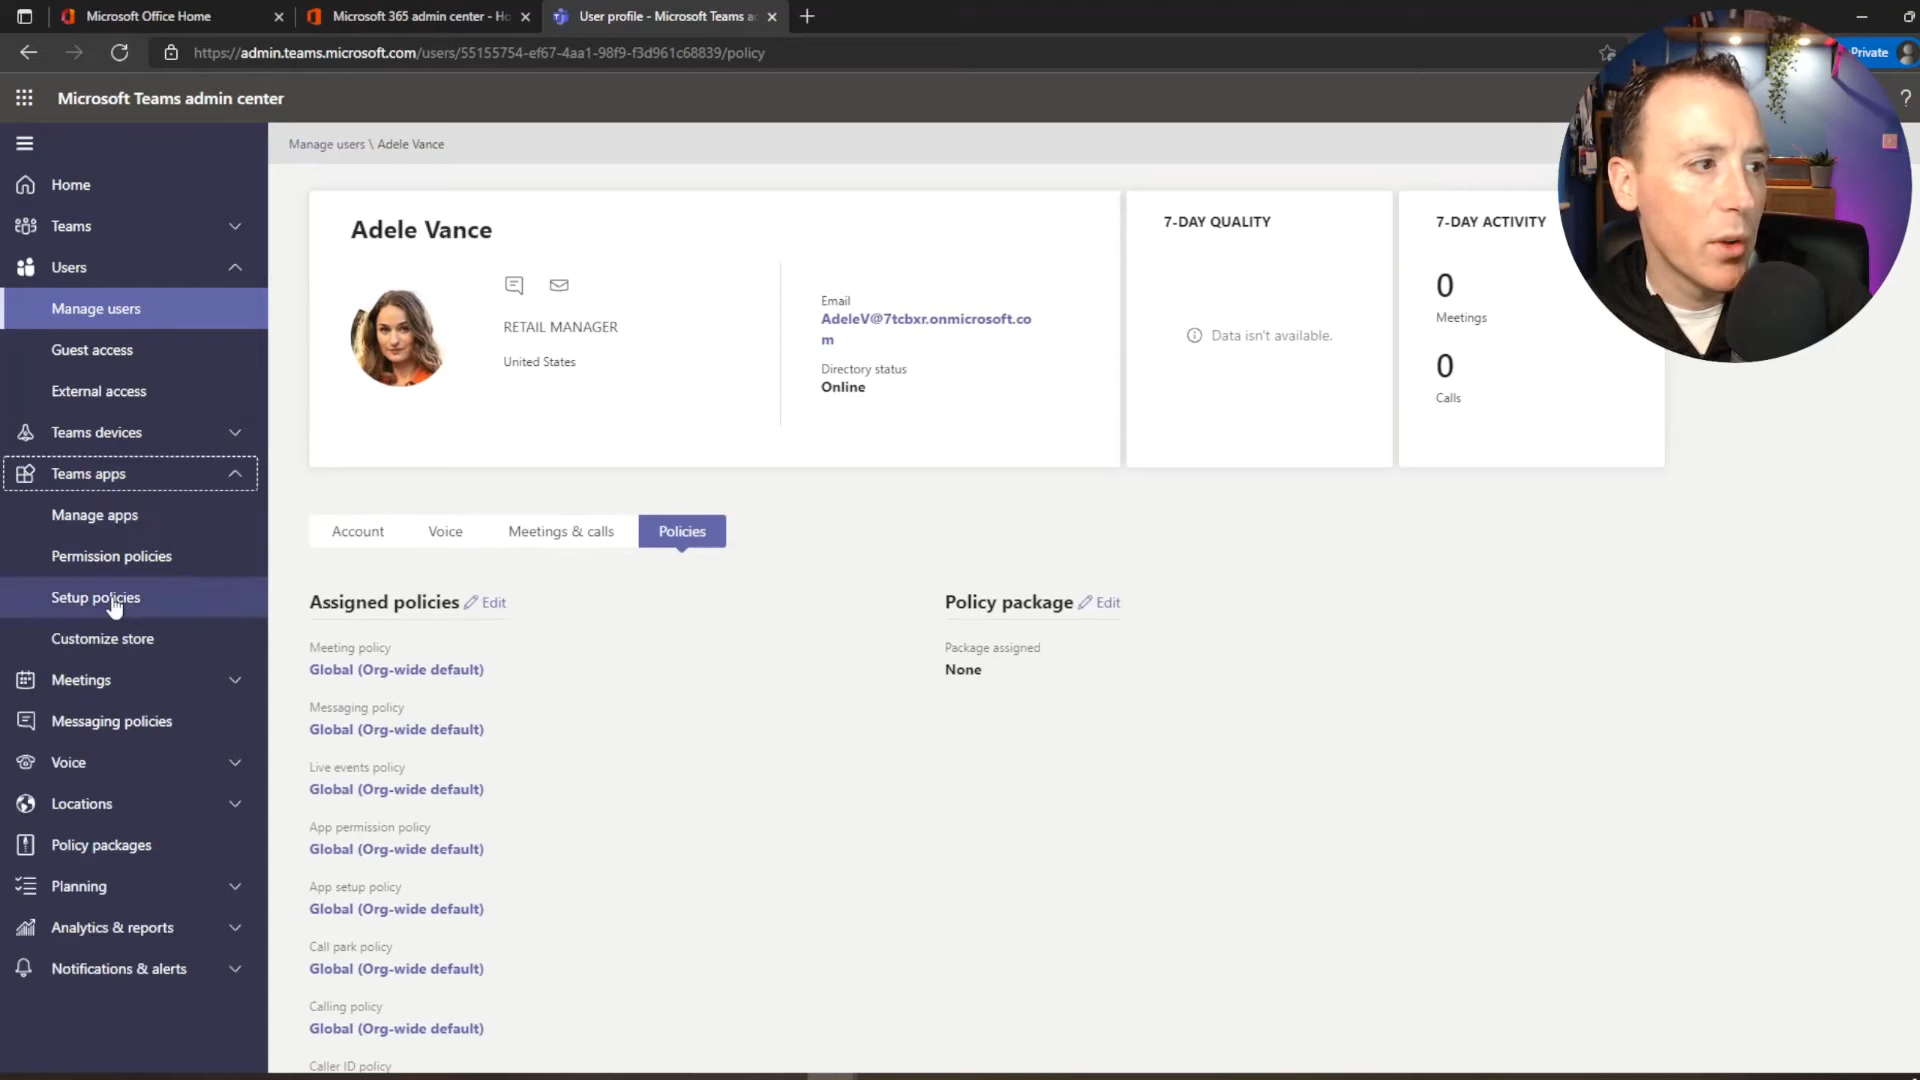 Microsoft Office Home
Microsoft 365 admin center - Ho
User profile - Microsoft Teams a
https://admin.teams.microsoft.com/users/55155754-ef67-4aa1-98f9-f3d961c68839/policy
Private
Microsoft Teams admin center
?
Manage users \ Adele Vance
Home
Teams
Users
Manage users
Guest access
External access
Teams devices
Teams apps
Manage apps
Permission policies
Setup policies
Customize store
Meetings
Messaging policies
Voice
Locations
Policy packages
Planning
Analytics & reports
Notifications & alerts
Adele Vance
RETAIL MANAGER
United States
Email
AdeleV@7tcbxr.onmicrosoft.co
m
Directory status
Online
7-DAY QUALITY
Data isn't available.
7-DAY ACTIVITY
0
Meetings
0
Calls
Account
Voice
Meetings & calls
Policies
Assigned policies
Edit
Meeting policy
Global (Org-wide default)
Messaging policy
Global (Org-wide default)
Live events policy
Global (Org-wide default)
App permission policy
Global (Org-wide default)
App setup policy
Global (Org-wide default)
Call park policy
Global (Org-wide default)
Calling policy
Global (Org-wide default)
Caller ID policy
Policy package
Edit
Package assigned
None